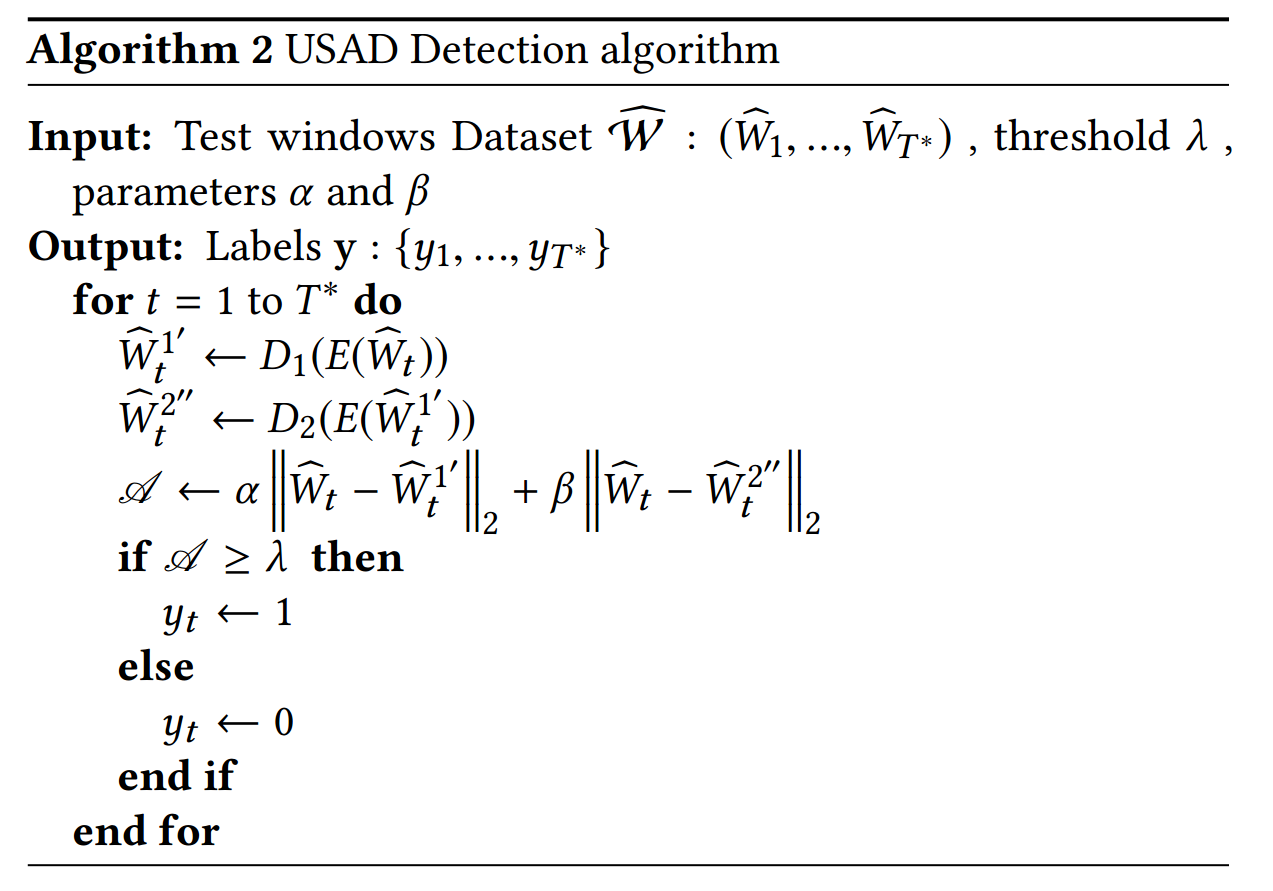 Algorithm 2 USAD Detection algorithm
Input: Test windows Dataset $\widehat{\mathcal{W}}$ : $(\widehat{W}_1, ..., \widehat{W}_{T^*})$ , threshold λ ,
parameters α and β
Output: Labels y : {$y_1, ..., y_{T^*}$}
for t = 1 to $T^*$ do
$\widehat{W}_t^{1'} \leftarrow D_1(E(\widehat{W}_t))$
$\widehat{W}_t^{2''} \leftarrow D_2(E(\widehat{W}_t^{1'}))$
$\mathscr{A} \leftarrow \alpha \left\| \widehat{W}_t - \widehat{W}_t^{1'} \right\|_2 + \beta \left\| \widehat{W}_t - \widehat{W}_t^{2''} \right\|_2$
if $\mathscr{A} \geq \lambda$ then
$y_t \leftarrow 1$
else
$y_t \leftarrow 0$
end if
end for